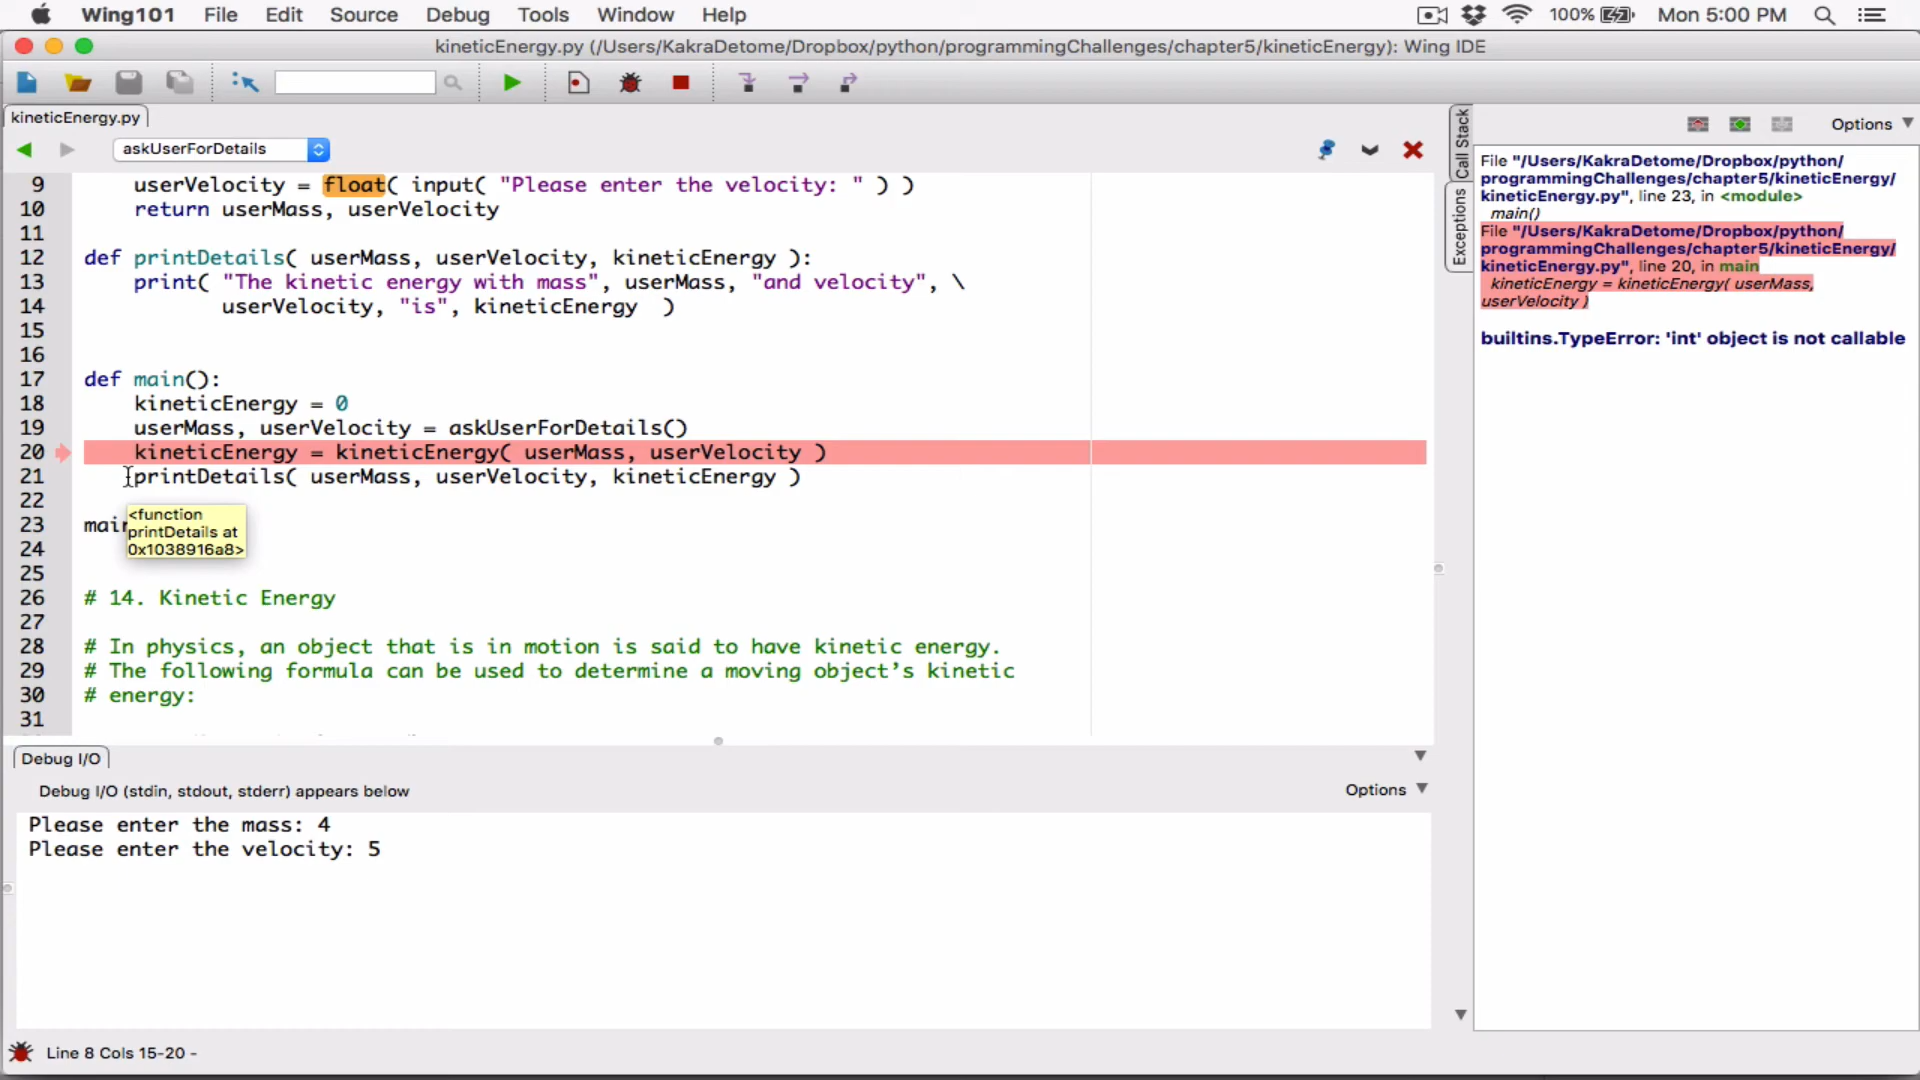 Wing101 File Edit Source Debug Tools Window Help 100% Mon 5:00 PM
kineticEnergy.py (/Users/KakraDetome/Dropbox/python/programmingChallenges/chapter5/kineticEnergy): Wing IDE
kineticEnergy.py
askUserForDetails
9 userVelocity = float( input( "Please enter the velocity: " ) )
10 return userMass, userVelocity
11
12 def printDetails( userMass, userVelocity, kineticEnergy ):
13 print( "The kinetic energy with mass", userMass, "and velocity", \
14 userVelocity, "is", kineticEnergy  )
15
16
17 def main():
18 kineticEnergy = 0
19 userMass, userVelocity = askUserForDetails()
20 kineticEnergy = kineticEnergy( userMass, userVelocity )
21 printDetails( userMass, userVelocity, kineticEnergy )
22
23 main
<function
printDetails at
0x1038916a8>
24
25
26 # 14. Kinetic Energy
27
28 # In physics, an object that is in motion is said to have kinetic energy.
29 # The following formula can be used to determine a moving object’s kinetic
30 # energy:
31
Debug I/O
Debug I/O (stdin, stdout, stderr) appears below
Options
Please enter the mass: 4
Please enter the velocity: 5
Line 8 Cols 15-20 -
Call Stack
Exceptions
Options
File "/Users/KakraDetome/Dropbox/python/
programmingChallenges/chapter5/kineticEnergy/
kineticEnergy.py", line 23, in <module>
main()
File "/Users/KakraDetome/Dropbox/python/
programmingChallenges/chapter5/kineticEnergy/
kineticEnergy.py", line 20, in main
kineticEnergy = kineticEnergy( userMass,
userVelocity )
builtins.TypeError: 'int' object is not callable